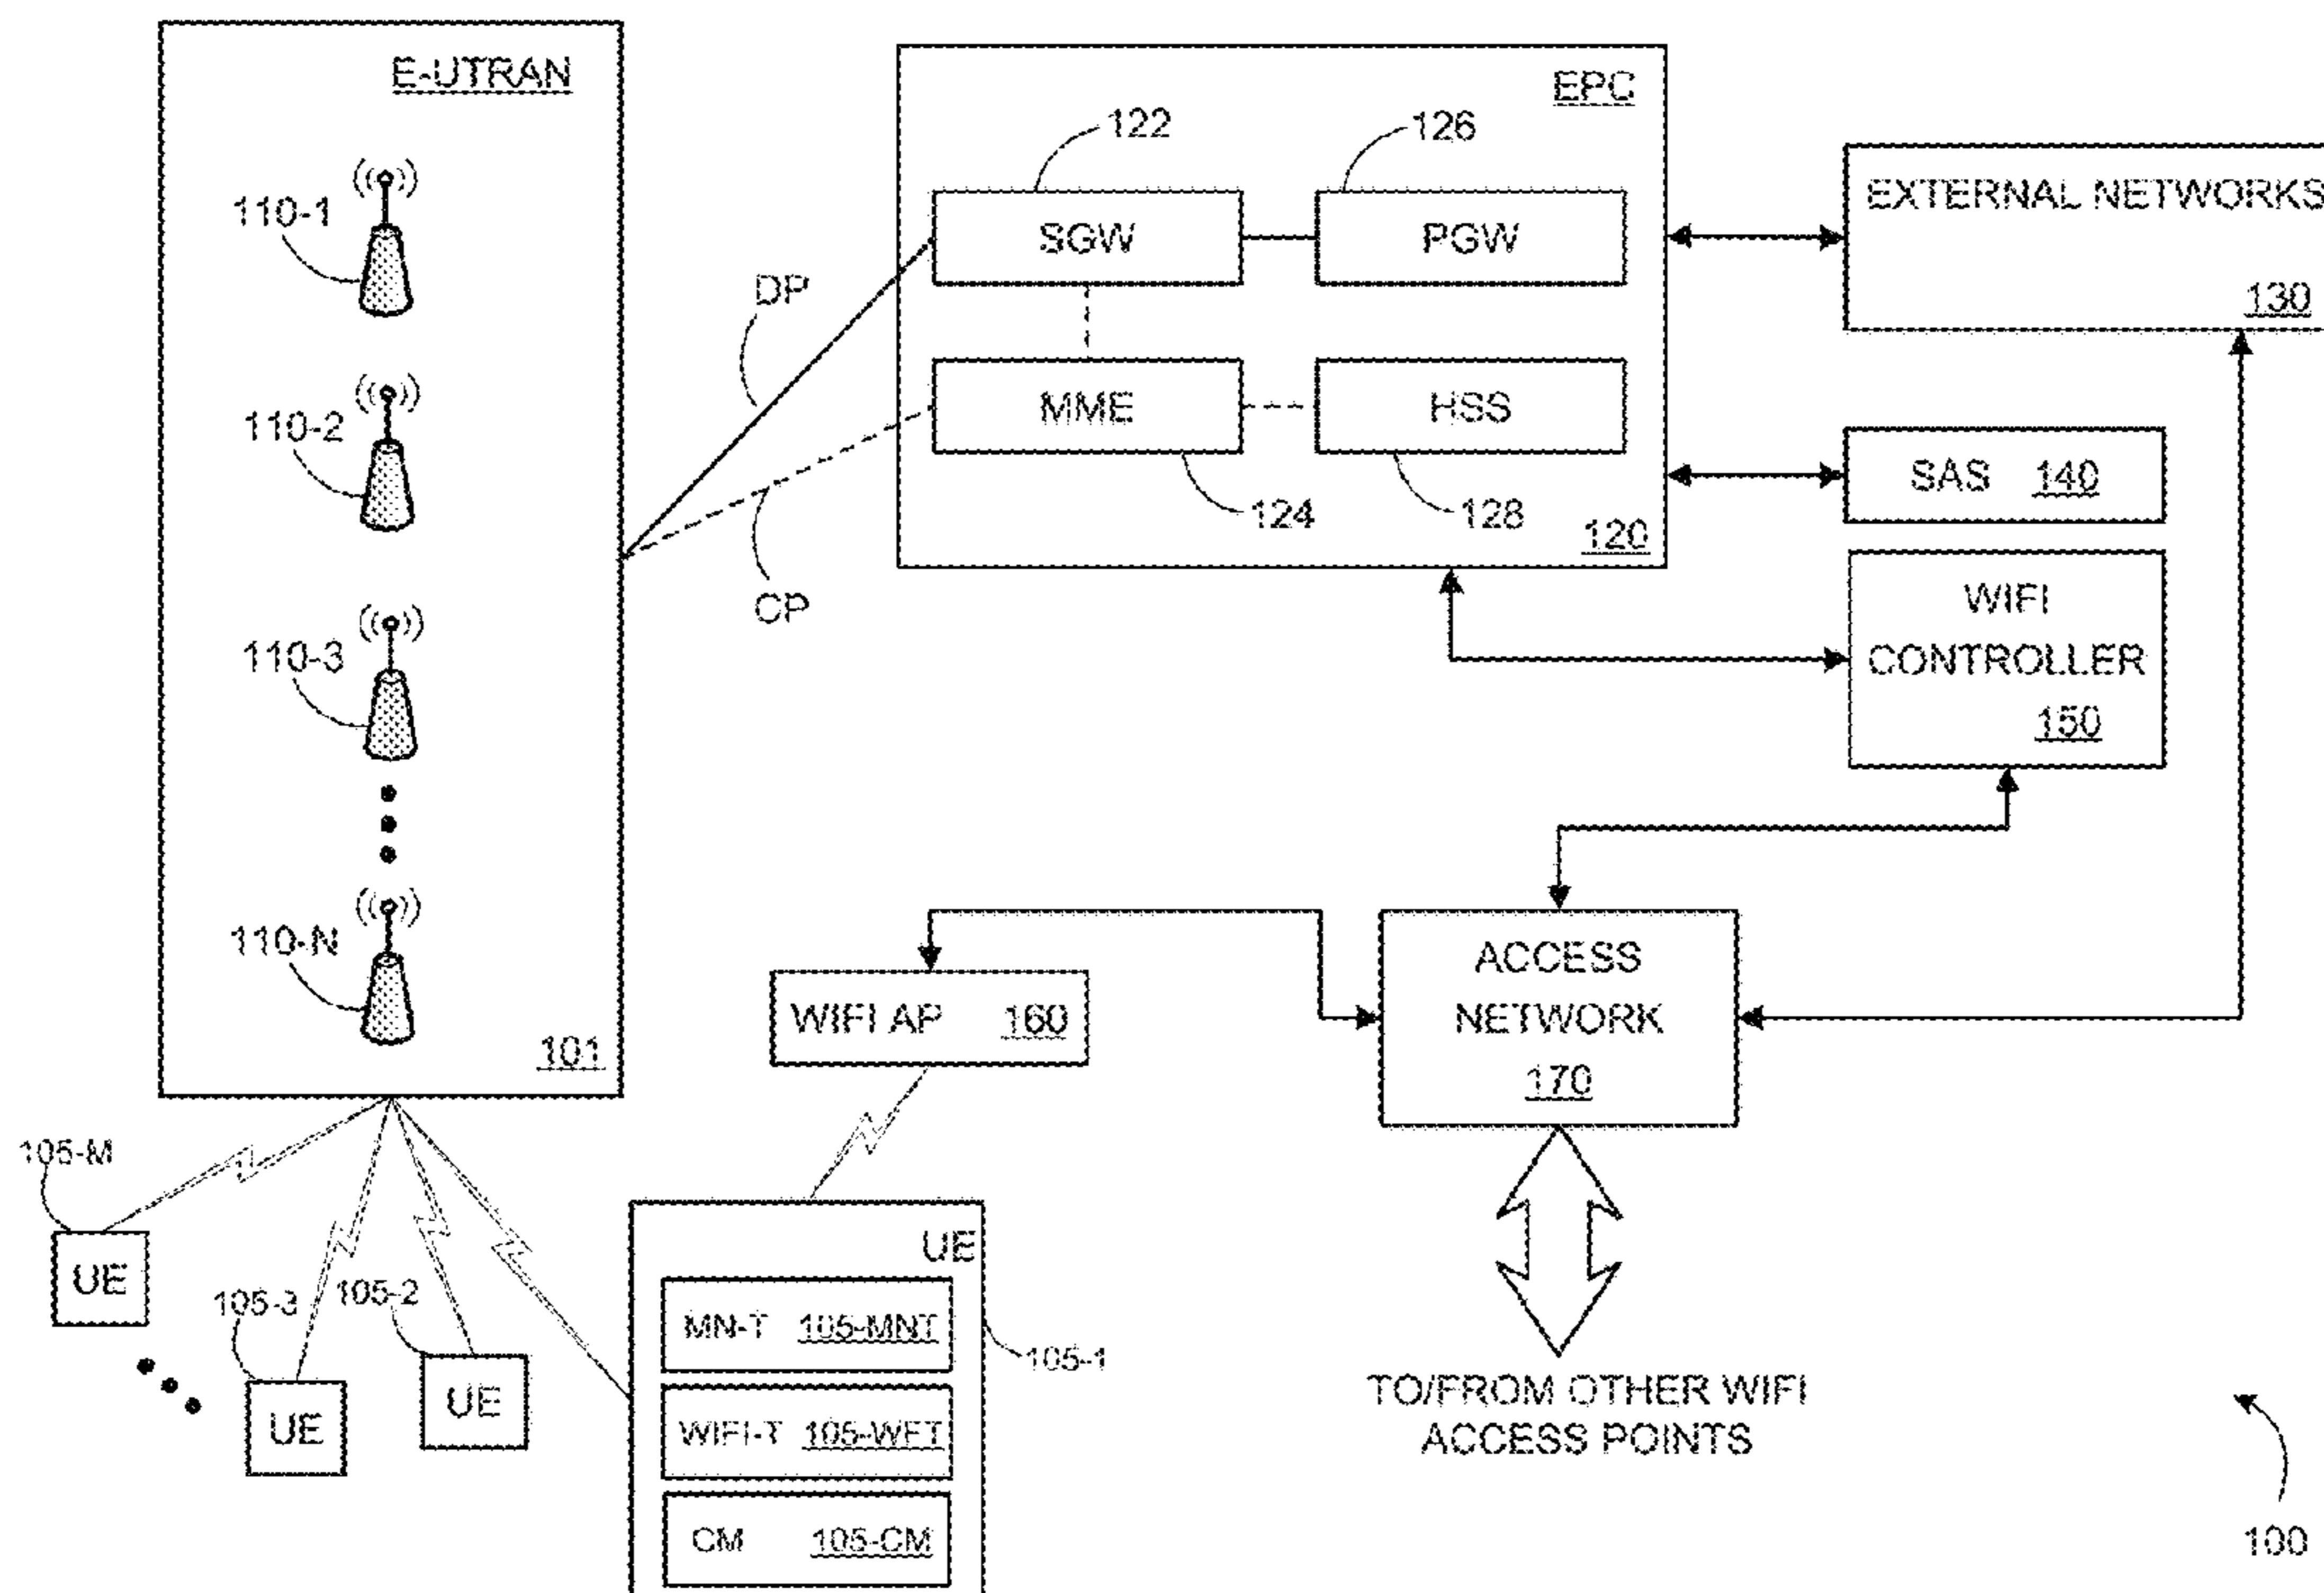 E-UTRAN
110-1
110-2
110-3
110-N
101
EPC
122
126
SGW
PGW
MME
HSS
124
128
120
DP
CP
EXTERNAL NETWORKS
130
SAS 140
WIFI
CONTROLLER
150
WIFI AP 160
ACCESS
NETWORK
170
TO/FROM OTHER WIFI
ACCESS POINTS
105-M
UE
105-3
UE
105-2
UE
UE
MN-T 105-MNT
WIFI-T 105-WFT
CM 105-CM
105-1
100